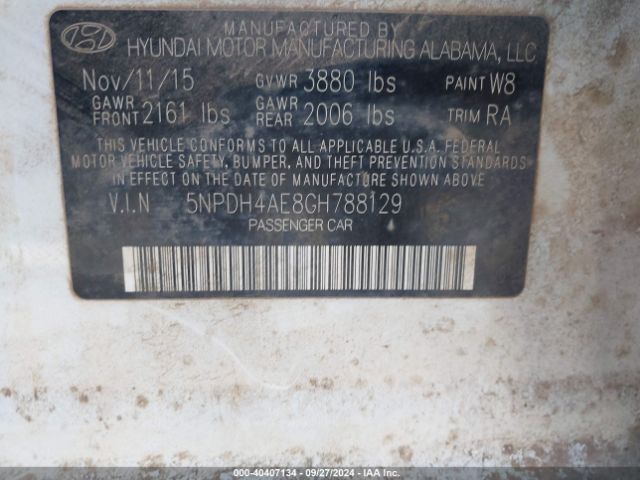 MANUFACTURED BY
HYUNDAI MOTOR MANUFACTURING ALABAMA, LLC
Nov/11/15 GVWR 3880 lbs PAINT W8
GAWR FRONT 2161 lbs GAWR REAR 2006 lbs TRIM RA
THIS VEHICLE CONFORMS TO ALL APPLICABLE U.S.A. FEDERAL
MOTOR VEHICLE SAFETY, BUMPER, AND THEFT PREVENTION STANDARDS
IN EFFECT ON THE DATE OF MANUFACTURE SHOWN ABOVE.
V.I.N 5NPDH4AE8GH788129
PASSENGER CAR
000-40407134 - 09/27/2024 - IAA Inc.